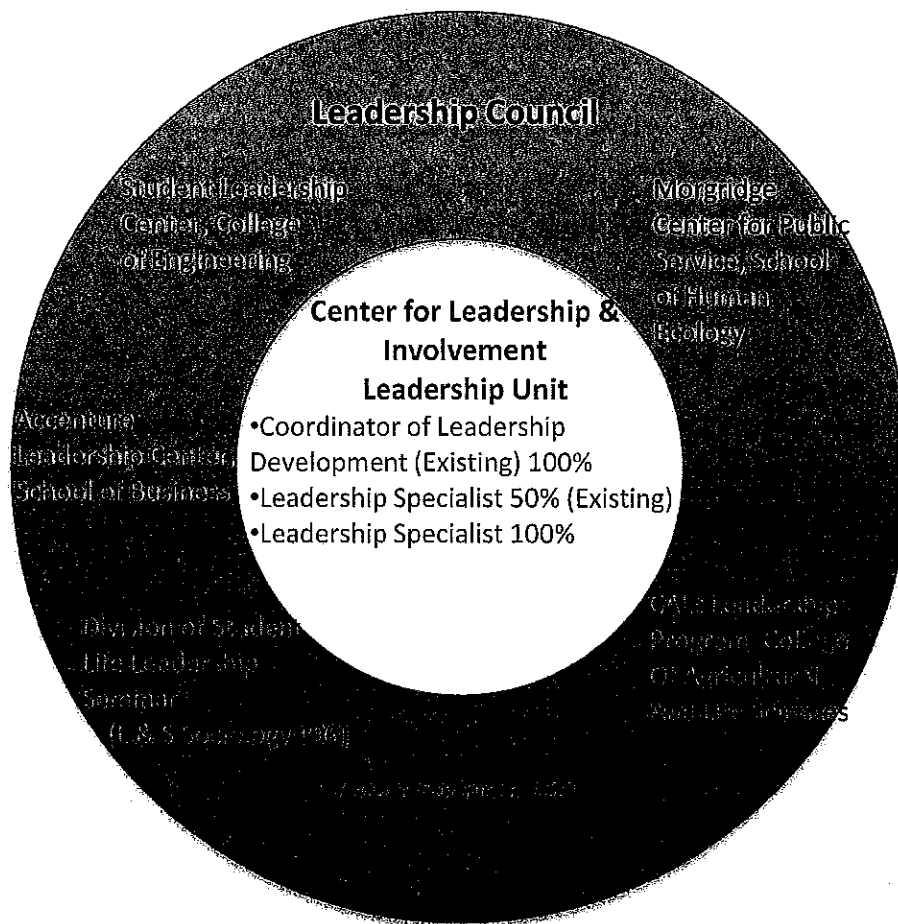 Leadership Council
Student Leadership
Center, College
of Engineering
Morgridge
Center for Public
Service, School
of Human
Ecology
Center for Leadership &
Involvement
Leadership Unit
•Coordinator of Leadership
Development (Existing) 100%
•Leadership Specialist 50% (Existing)
•Leadership Specialist 100%
Accenture
Leadership Center,
School of Business
Division of Student
Life Leadership
Seminar
(L & S Sociology
CALS Leadership
Program, College
Of Agricultural
And Life Sciences